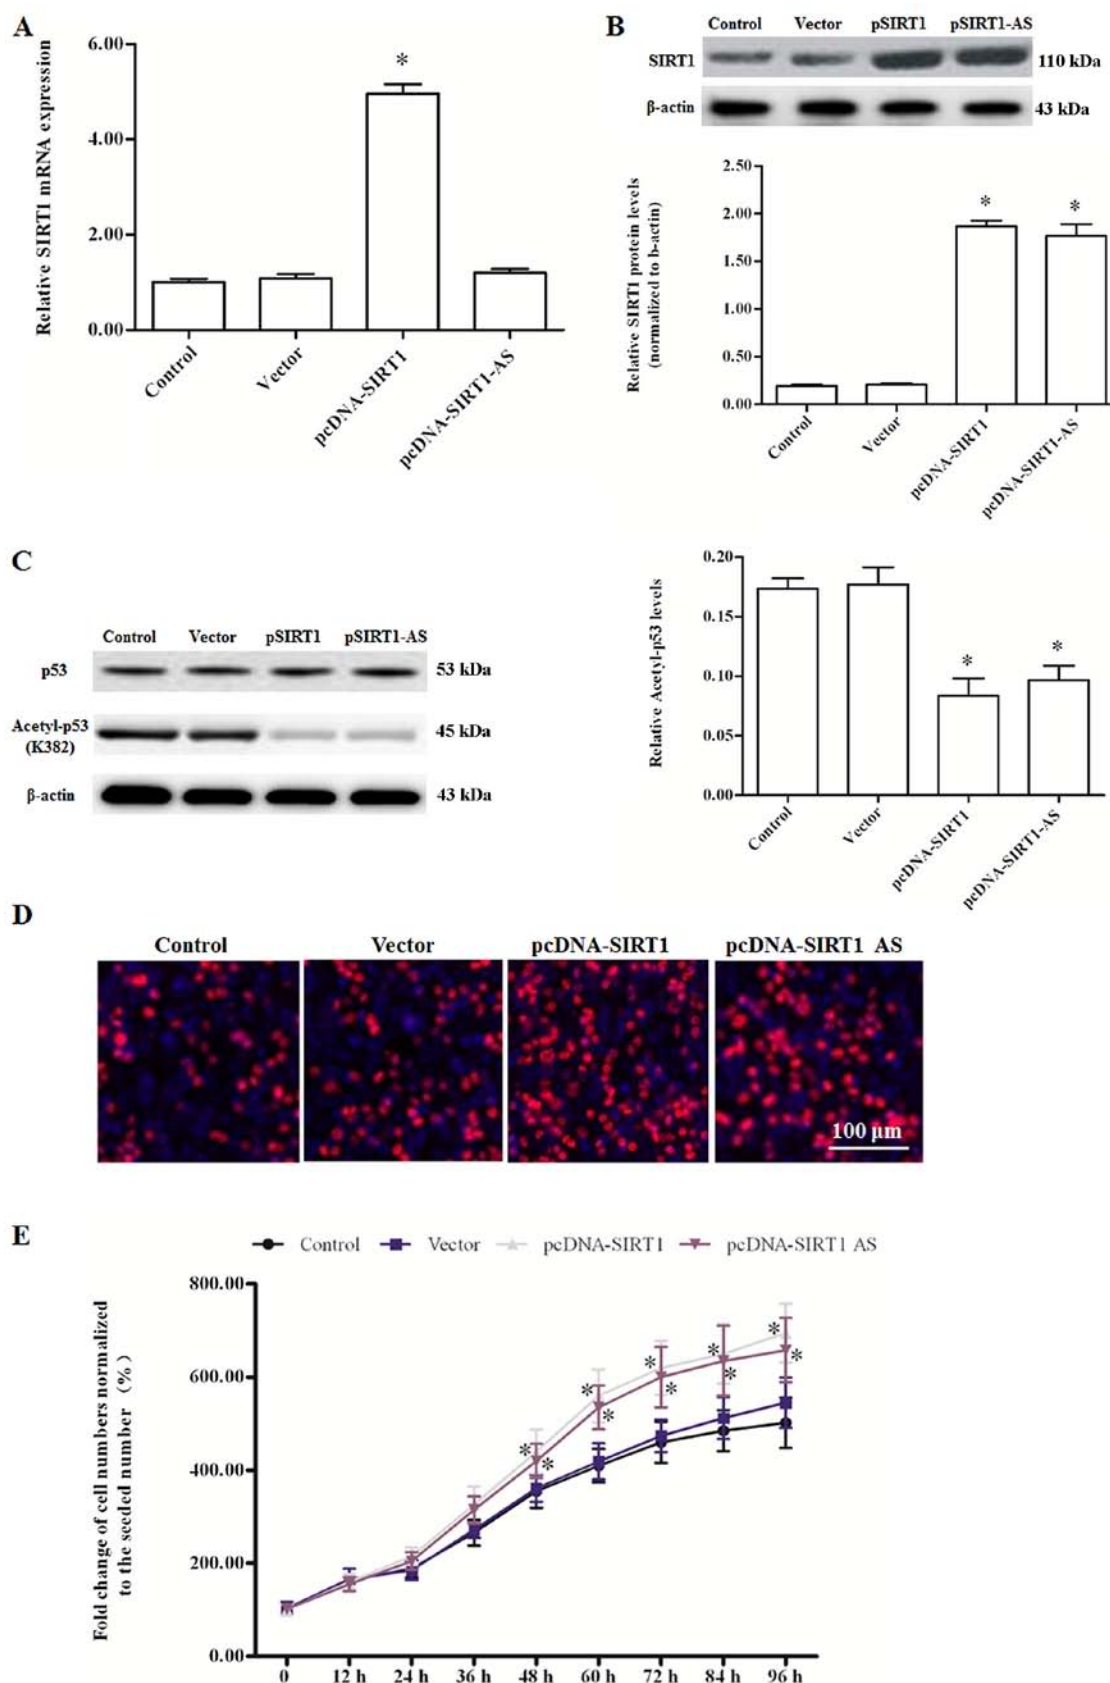 A
Relative SIRT1 mRNA expression
6.00
4.00
2.00
0.00
*
Control
Vector
pcDNA-SIRT1
pcDNA-SIRT1-AS
B
Control Vector pSIRT1 pSIRT1-AS
SIRT1 110 kDa
β-actin 43 kDa
Relative SIRT1 protein levels
(normalized to b-actin)
2.50
2.00
1.50
1.00
0.50
0.00
* *
Control
Vector
pcDNA-SIRT1
pcDNA-SIRT1-AS
C
Control Vector pSIRT1 pSIRT1-AS
p53 53 kDa
Acetyl-p53
(K382)
45 kDa
β-actin 43 kDa
Relative Acetyl-p53 levels
0.20
0.15
0.10
0.05
0.00
* *
Control
Vector
pcDNA-SIRT1
pcDNA-SIRT1-AS
D
Control Vector pcDNA-SIRT1 pcDNA-SIRT1 AS
100 µm
E
Control Vector pcDNA-SIRT1 pcDNA-SIRT1 AS
Fold change of cell numbers normalized
to the seeded number (%)
800.00
600.00
400.00
200.00
0.00
* * * * *
* * * * *
0 12 h 24 h 36 h 48 h 60 h 72 h 84 h 96 h